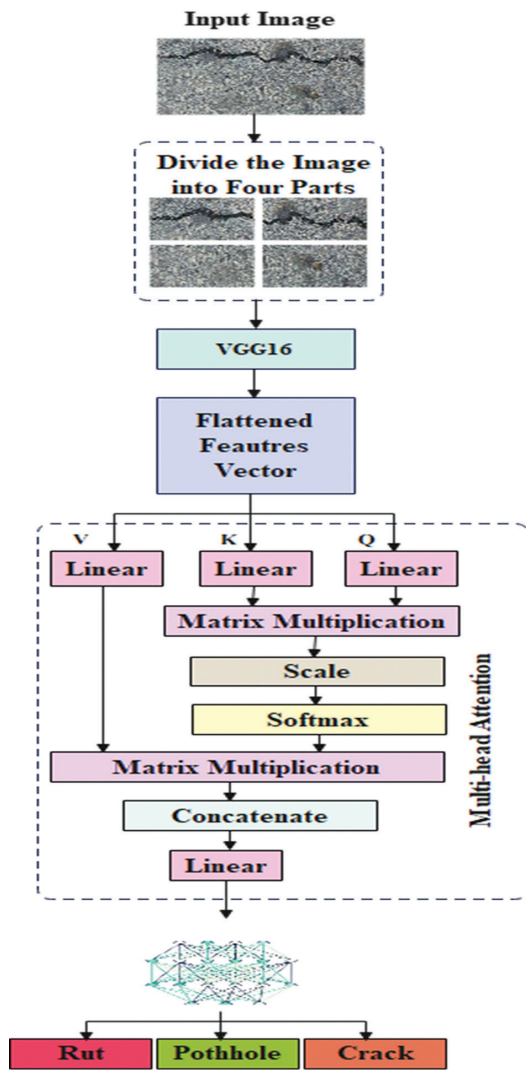 Input Image
Divide the Image
into Four Parts
VGG16
Flattened
Feautres
Vector
V
K
Q
Linear
Linear
Linear
Matrix Multiplication
Scale
Softmax
Matrix Multiplication
Concatenate
Linear
Multi-head Attention
Rut
Pothhole
Crack